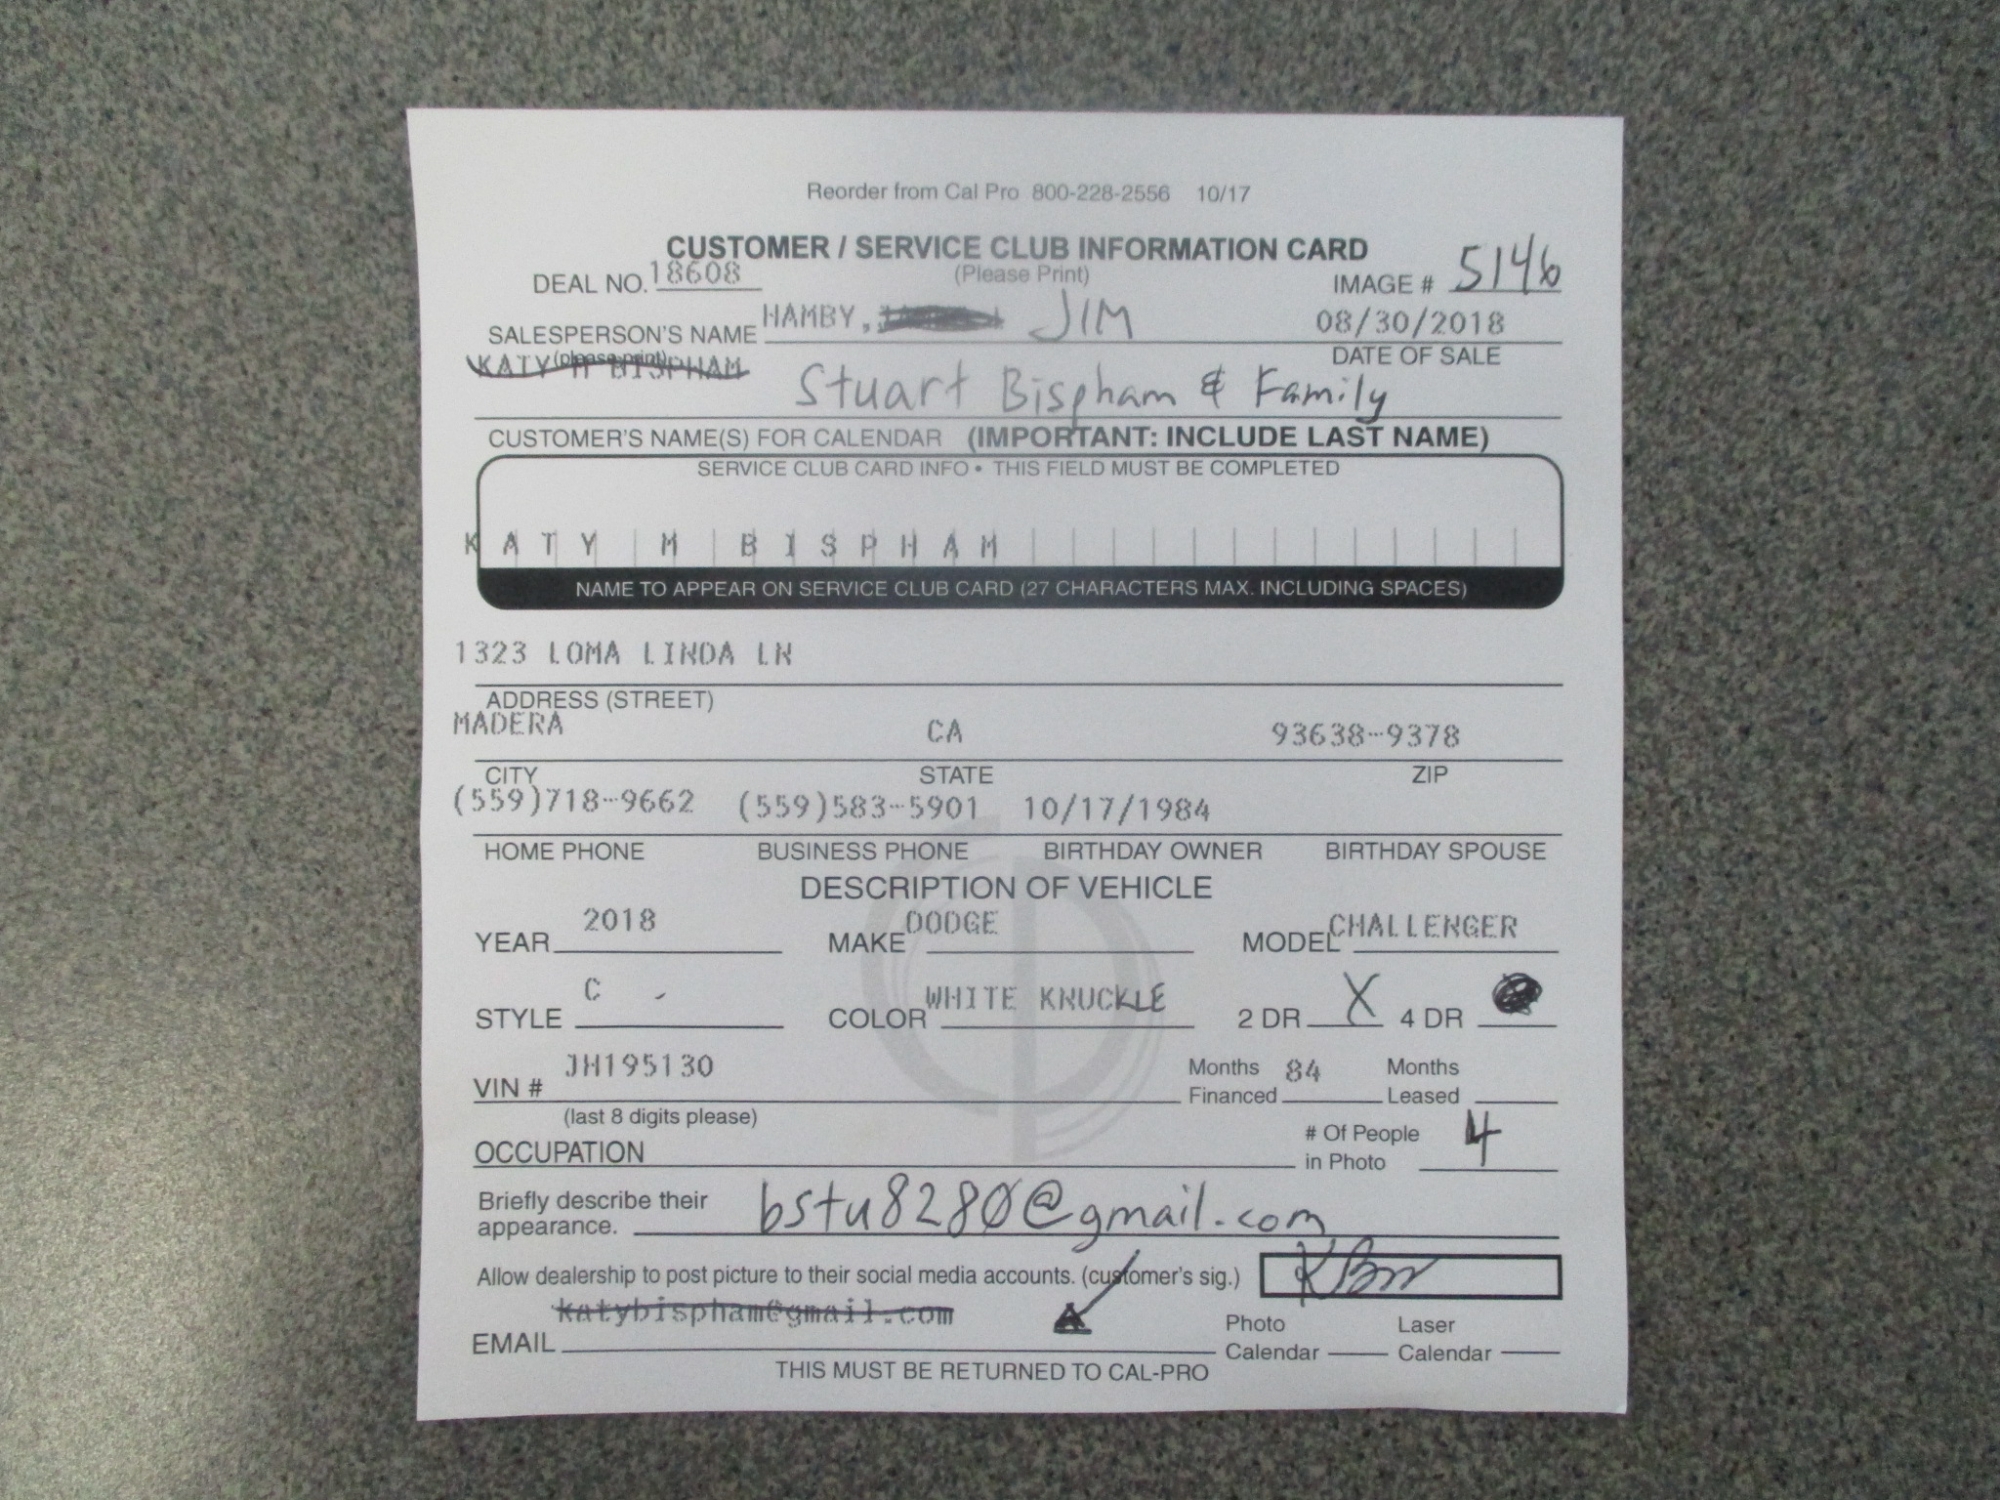 Reorder from Cal Pro 800-228-2556 10/17
CUSTOMER / SERVICE CLUB INFORMATION CARD
DEAL NO. 18608 (Please Print) IMAGE # 5146
SALESPERSON'S NAME HAMBY, JIM 08/30/2018
(please print) DATE OF SALE
KATY M BISPHAM Stuart Bispham & Family
CUSTOMER'S NAME(S) FOR CALENDAR (IMPORTANT: INCLUDE LAST NAME)
SERVICE CLUB CARD INFO • THIS FIELD MUST BE COMPLETED
KATY M BISPHAM
NAME TO APPEAR ON SERVICE CLUB CARD (27 CHARACTERS MAX. INCLUDING SPACES)
1323 LOMA LINDA LN
ADDRESS (STREET)
MADERA CA 93638-9378
CITY STATE ZIP
(559)718-9662 (559)583-5901 10/17/1984
HOME PHONE BUSINESS PHONE BIRTHDAY OWNER BIRTHDAY SPOUSE
DESCRIPTION OF VEHICLE
YEAR 2018 MAKE DODGE MODEL CHALLENGER
STYLE C COLOR WHITE KNUCKLE 2 DR X 4 DR
VIN # JH195130 Months Financed 84 Months Leased
(last 8 digits please)
OCCUPATION # Of People in Photo 4
Briefly describe their appearance. bstu8280@gmail.com
Allow dealership to post picture to their social media accounts. (customer's sig.)
katybispham@gmail.com
EMAIL Photo Calendar Laser Calendar
THIS MUST BE RETURNED TO CAL-PRO